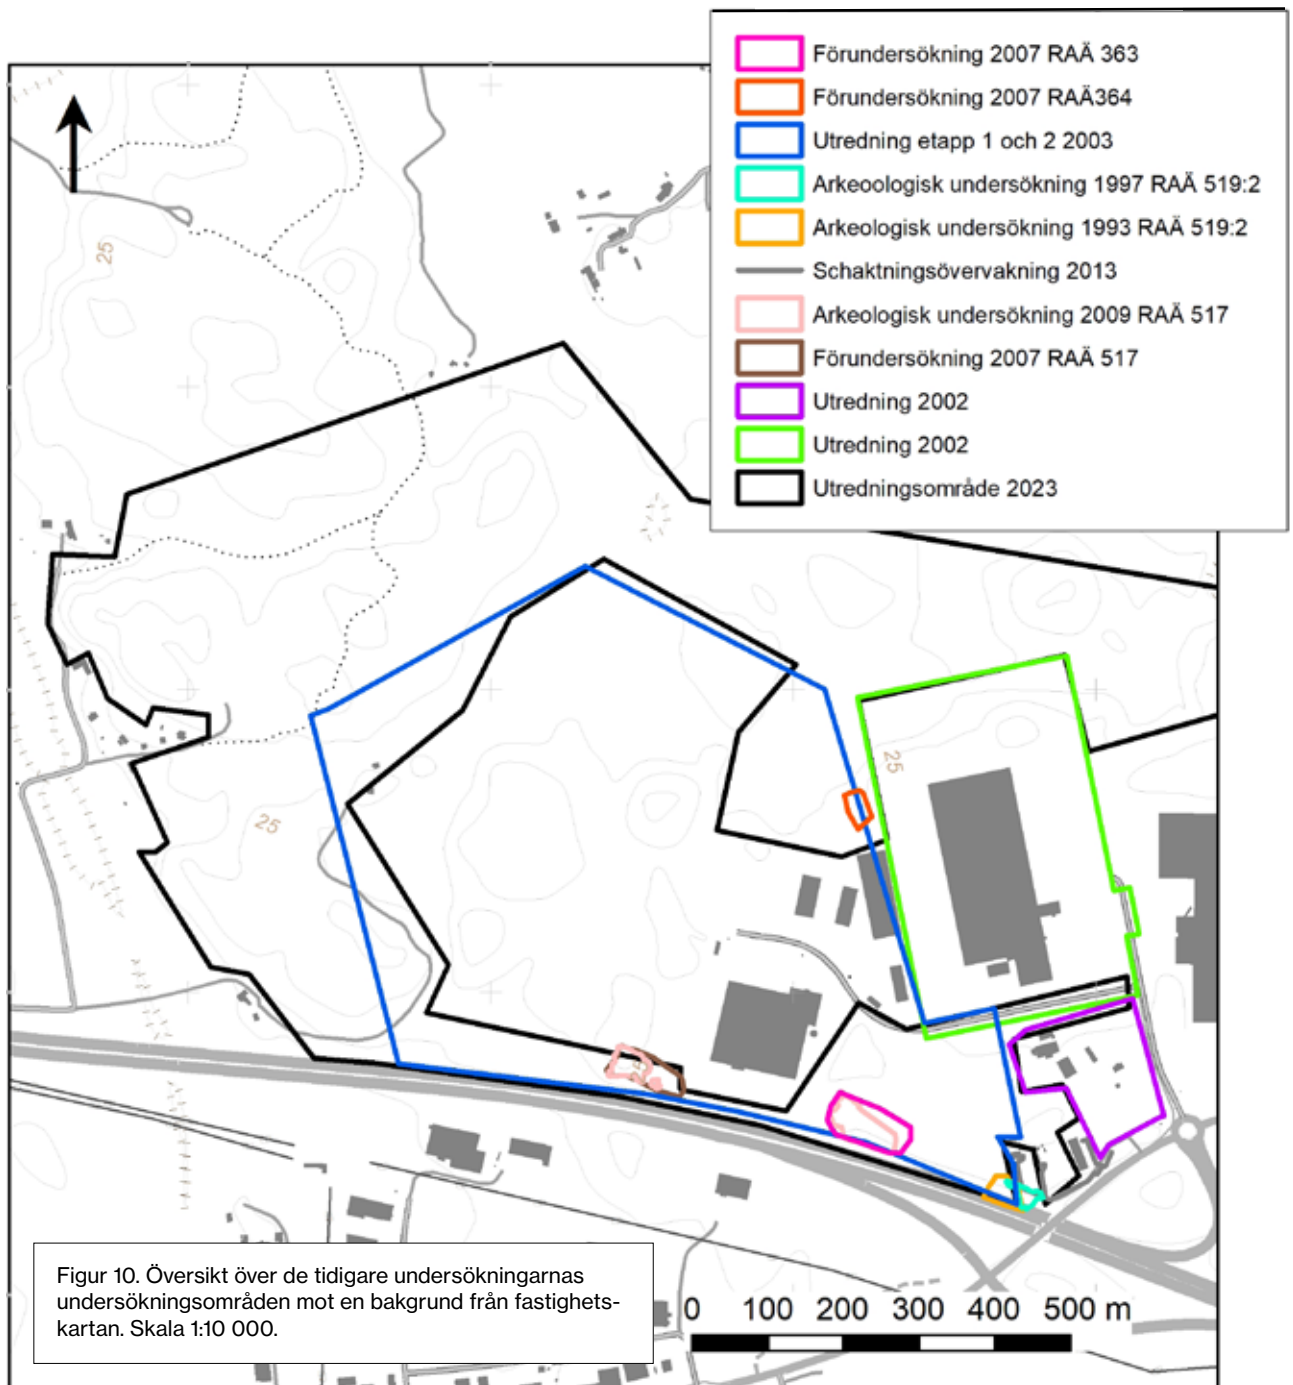 Förundersökning 2007 RAÄ 363
Förundersökning 2007 RAÄ364
Utredning etapp 1 och 2 2003
Arkeoologisk undersökning 1997 RAÄ 519:2
Arkeologisk undersökning 1993 RAÄ 519:2
Schaktningsövervakning 2013
Arkeologisk undersökning 2009 RAÄ 517
Förundersökning 2007 RAÄ 517
Utredning 2002
Utredning 2002
Utredningsområde 2023
25
25
25
Figur 10. Översikt över de tidigare undersökningarnas
undersökningsområden mot en bakgrund från fastighets-
kartan. Skala 1:10 000.
0 100 200 300 400 500 m